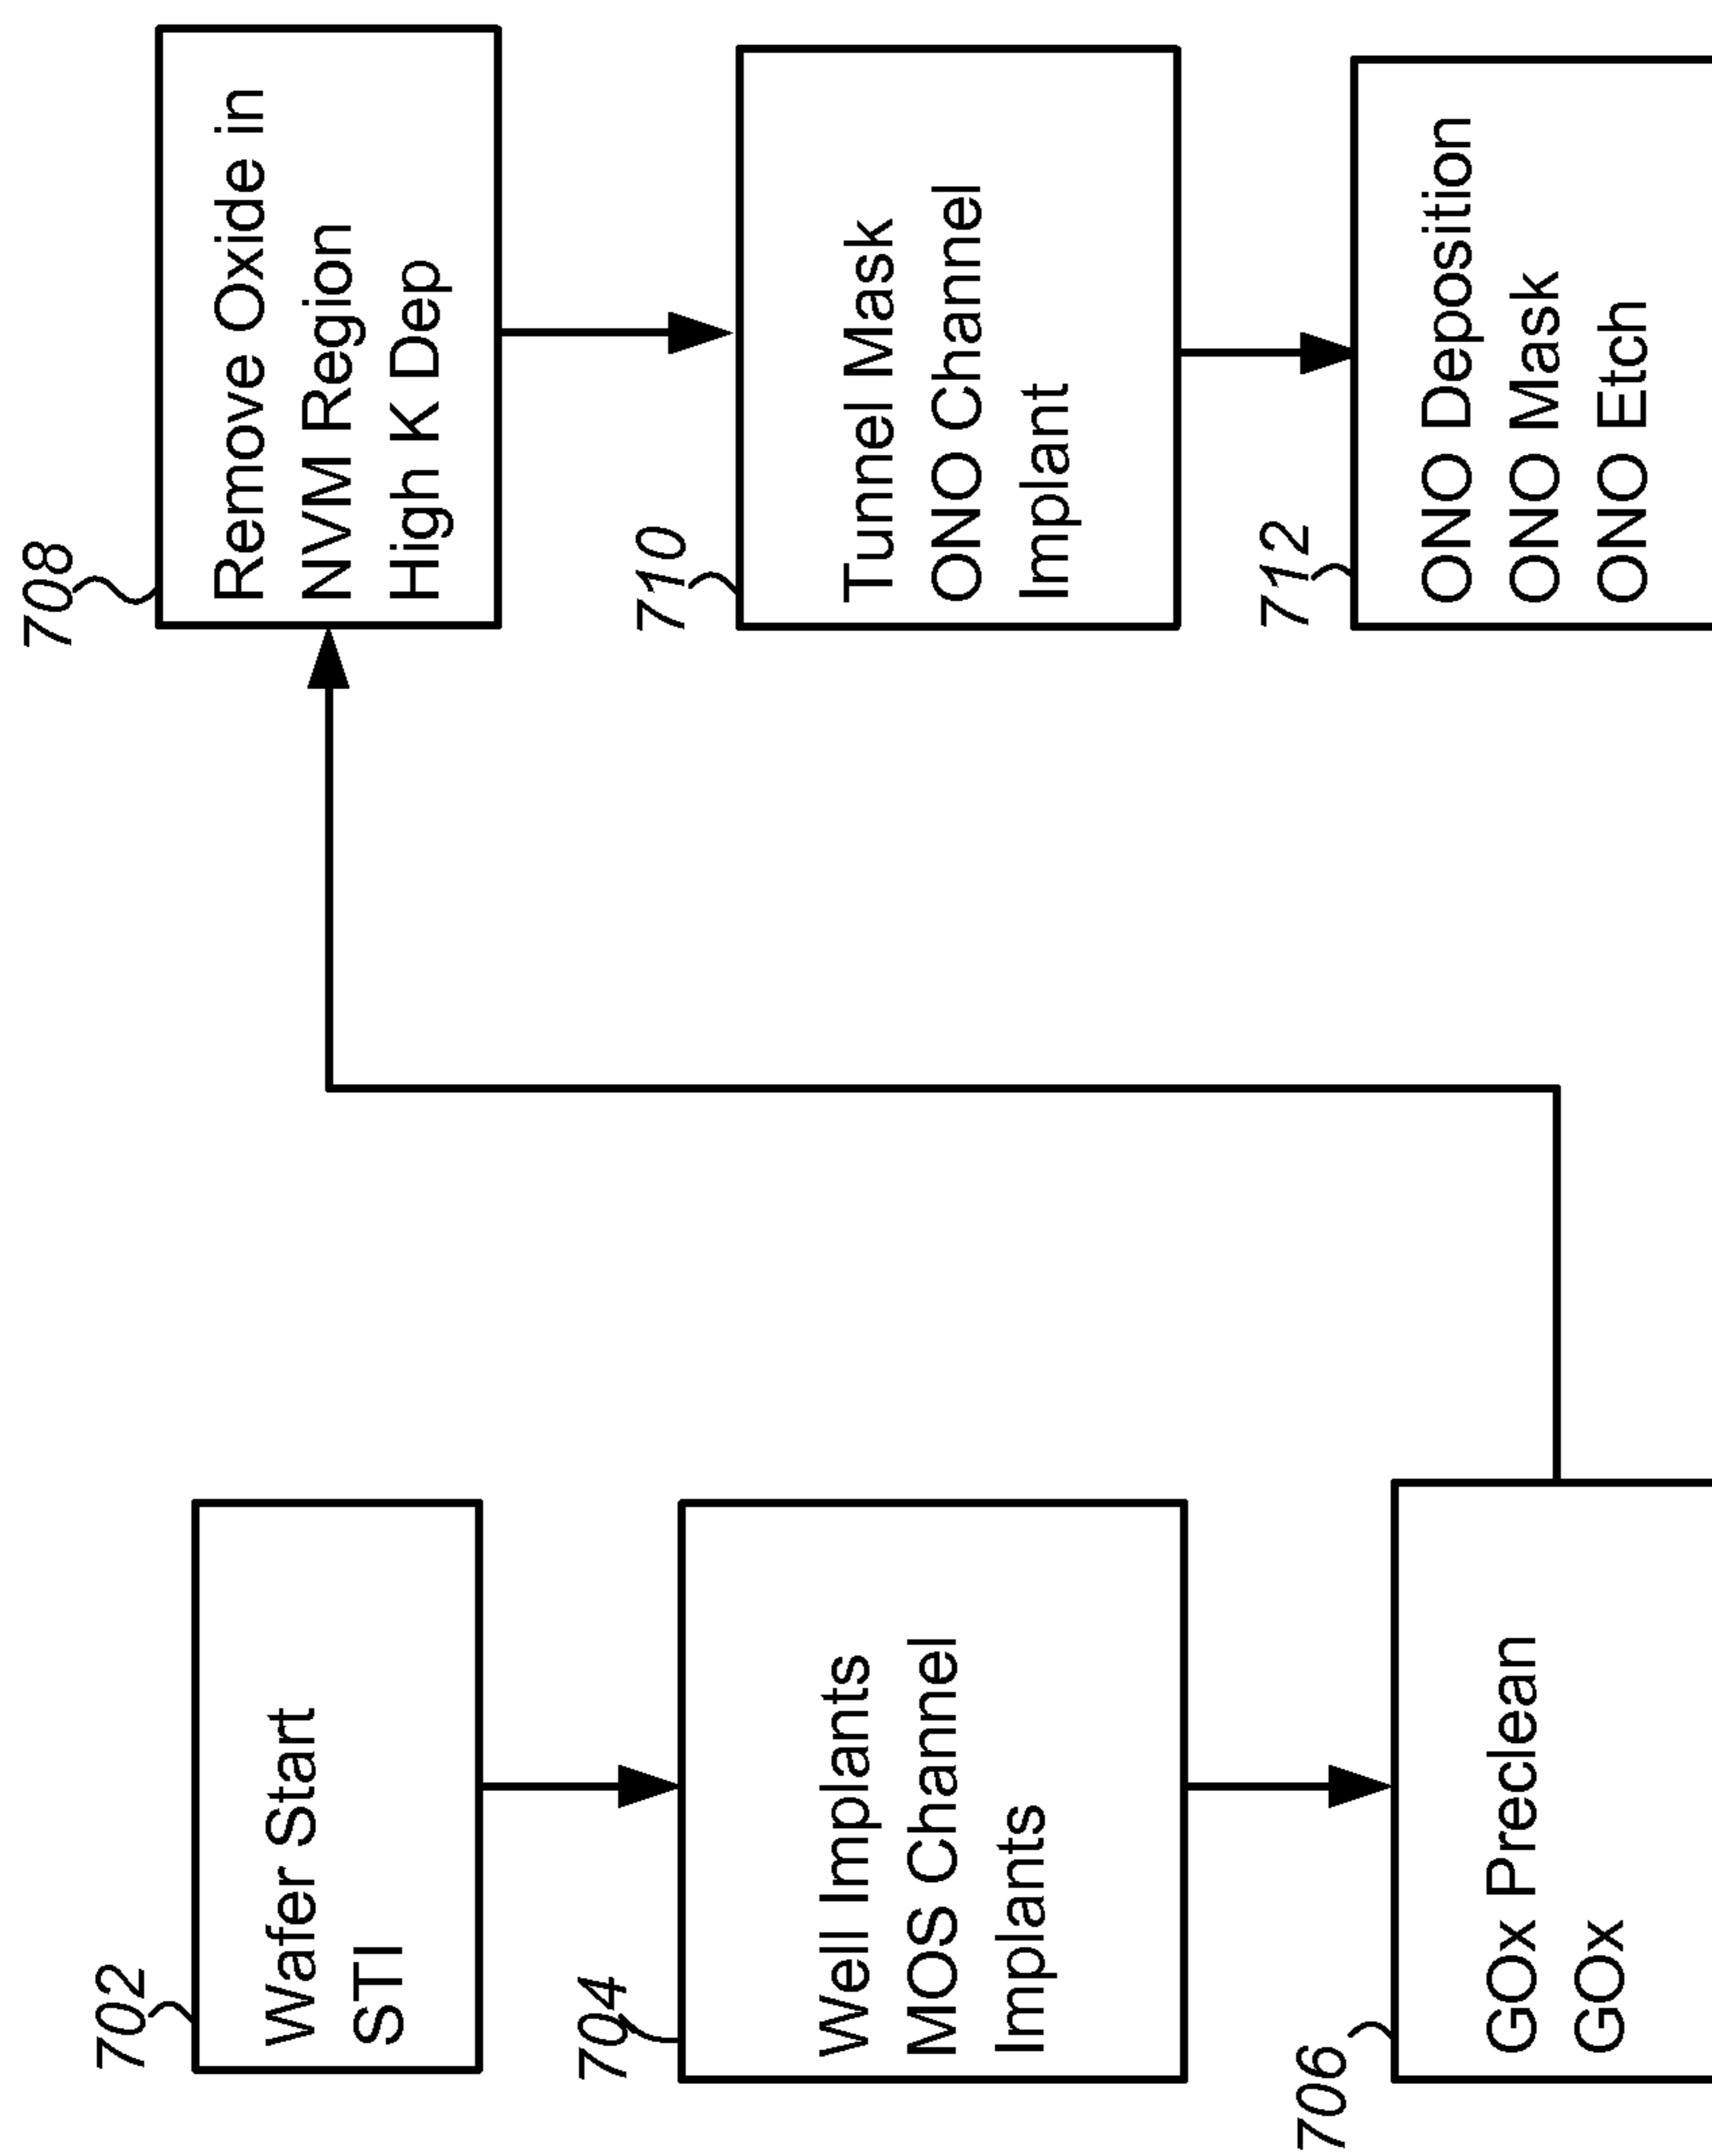 702
Wafer Start
STI
704
Well Implants
MOS Channel
Implants
706
GOx Preclean
GOx
708
Remove Oxide in
NVM Region
High K Dep
710
Tunnel Mask
ONO Channel
Implant
712
ONO Deposition
ONO Mask
ONO Etch